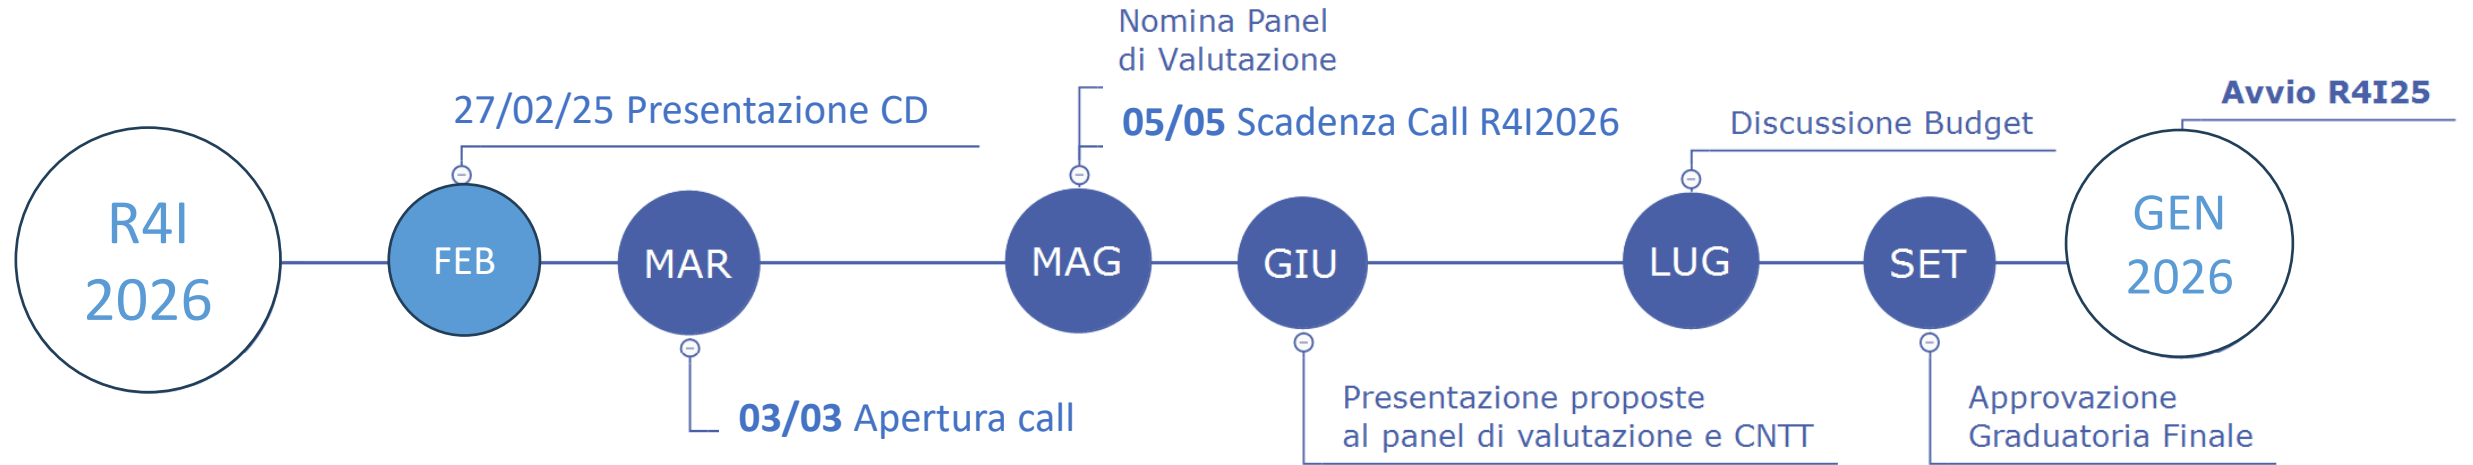 R4I
2026
27/02/25 Presentazione CD
FEB
MAR
03/03 Apertura call
Nomina Panel
di Valutazione
05/05 Scadenza Call R4I2026
MAG
GIU
Presentazione proposte
al panel di valutazione e CNTT
Discussione Budget
LUG
SET
Approvazione
Graduatoria Finale
Avvio R4I25
GEN
2026